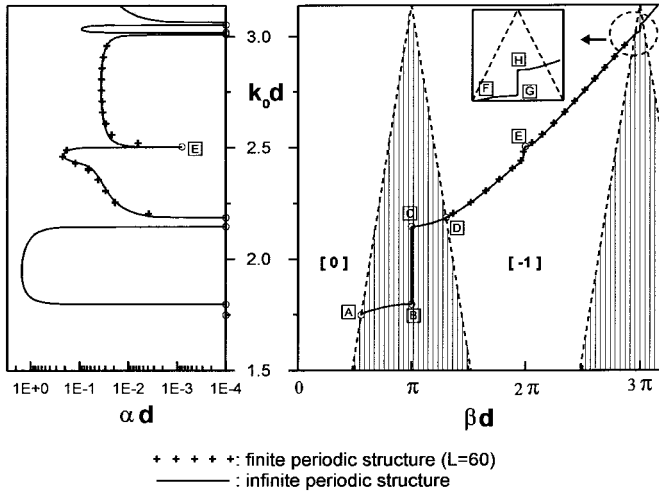 3.0
k₀d
2.5
2.0
1.5
E
1E+0 1E-1 1E-2 1E-3 1E-4
αd
F
H
G
E
C
D
[0]
[-1]
A
B
0 π 2π 3π
βd
+ + + + +: finite periodic structure (L=60)
: infinite periodic structure